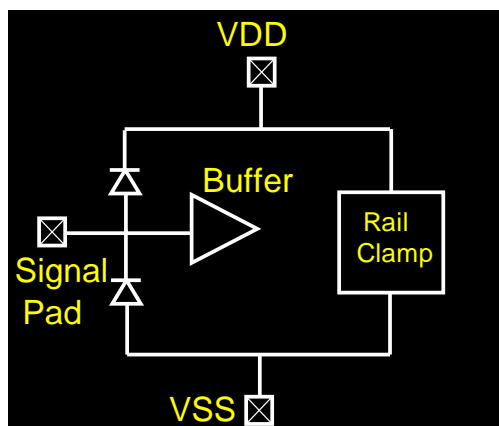 VDD
Buffer
Rail
Clamp
Signal
Pad
VSS